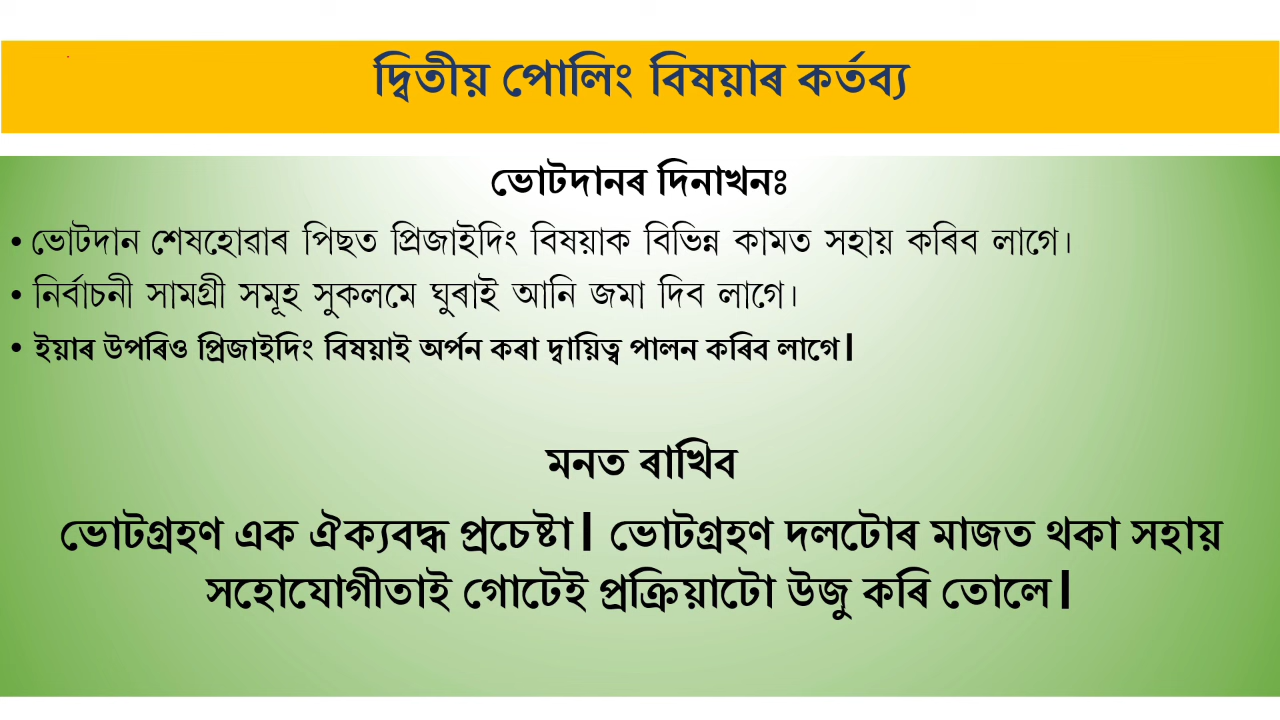 দ্বিতীয় পোলিং বিষয়াৰ কৰ্তব্য
ভোটদানৰ দিনাখনঃ
• ভোটদান শেষহোৱাৰ পিছত প্ৰিজাইদিং বিষয়াক বিভিন্ন কামত সহায় কৰিব লাগে।
• নিৰ্বাচনী সামগ্ৰী সমূহ সুকলমে ঘুৰাই আনি জমা দিব লাগে।
• ইয়াৰ উপৰিও প্ৰিজাইদিং বিষয়াই অৰ্পন কৰা দ্বায়িত্ব পালন কৰিব লাগে।
মনত ৰাখিব
ভোটগ্ৰহণ এক ঐক্যবদ্ধ প্ৰচেষ্টা। ভোটগ্ৰহণ দলটোৰ মাজত থকা সহায়
সহোযোগীতাই গোটেই প্ৰক্ৰিয়াটো উজু কৰি তোলে।